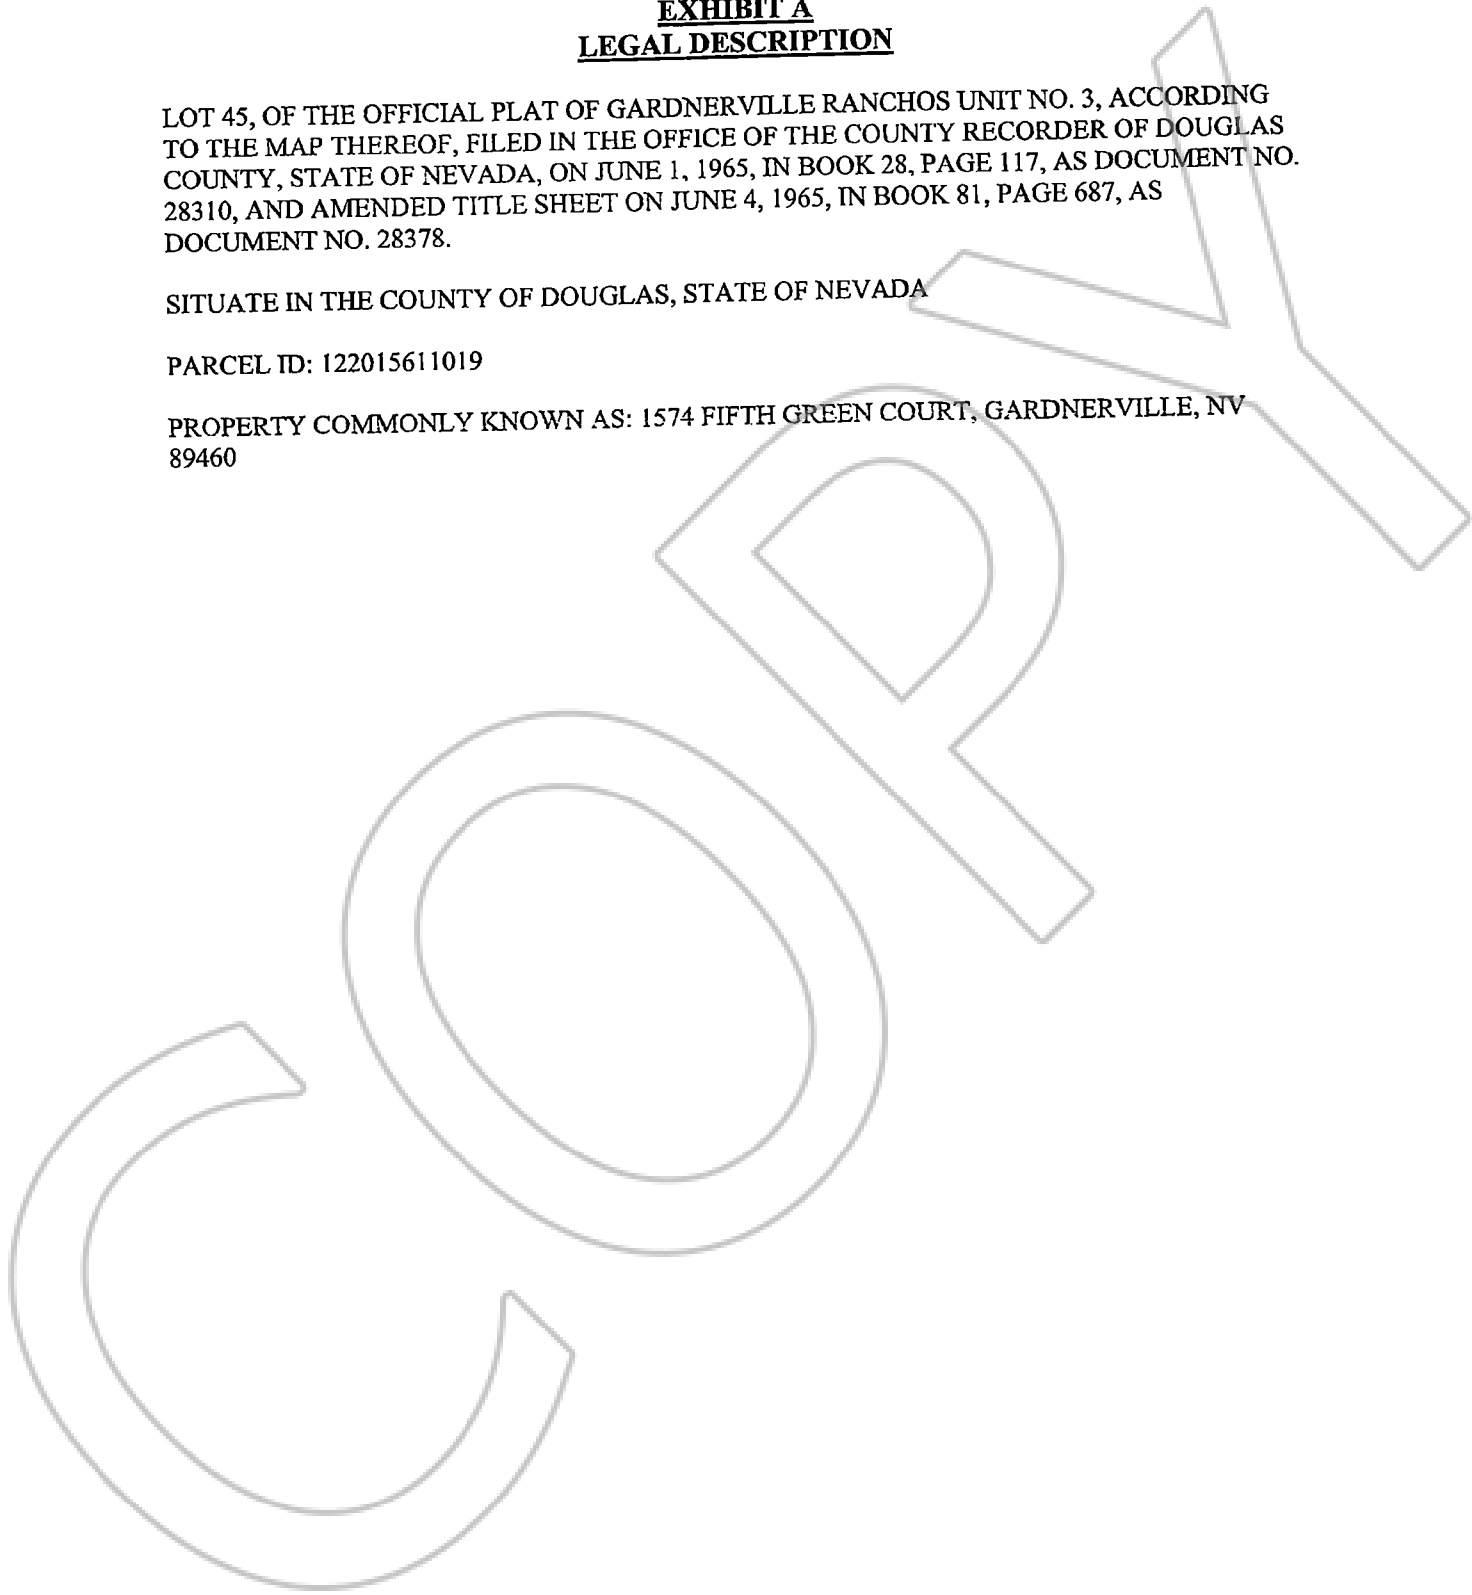 EXHIBIT A
LEGAL DESCRIPTION
LOT 45, OF THE OFFICIAL PLAT OF GARDNERVILLE RANCHOS UNIT NO. 3, ACCORDING
TO THE MAP THEREOF, FILED IN THE OFFICE OF THE COUNTY RECORDER OF DOUGLAS
COUNTY, STATE OF NEVADA, ON JUNE 1, 1965, IN BOOK 28, PAGE 117, AS DOCUMENT NO.
28310, AND AMENDED TITLE SHEET ON JUNE 4, 1965, IN BOOK 81, PAGE 687, AS
DOCUMENT NO. 28378.
SITUATE IN THE COUNTY OF DOUGLAS, STATE OF NEVADA
PARCEL ID: 122015611019
PROPERTY COMMONLY KNOWN AS: 1574 FIFTH GREEN COURT, GARDNERVILLE, NV
89460
COPY